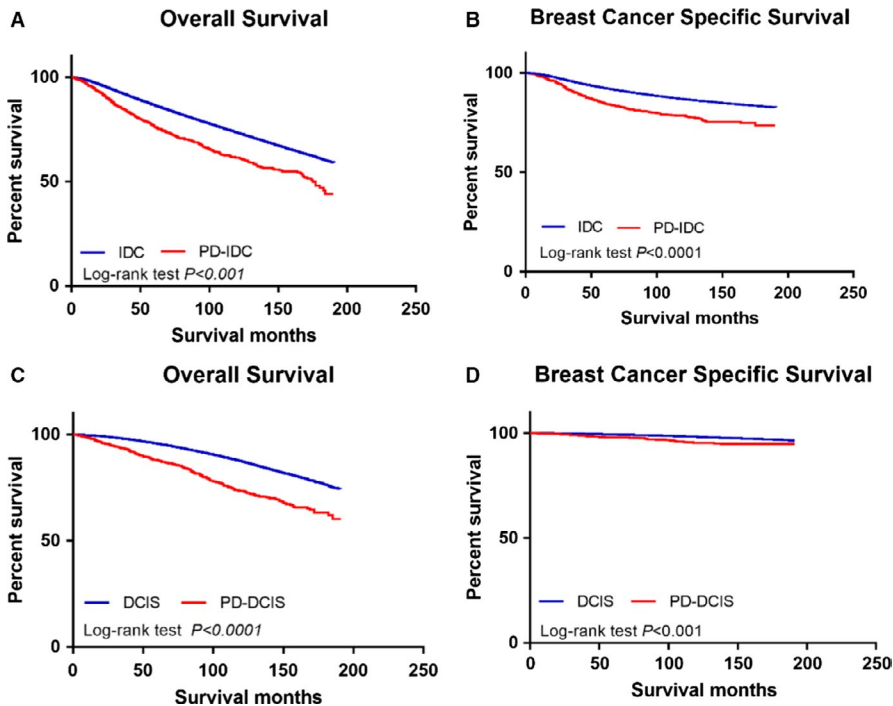 A
Overall Survival
Percent survival
100
50
0
IDC PD-IDC
Log-rank test P<0.001
0 50 100 150 200 250
Survival months
B
Breast Cancer Specific Survival
Percent survival
100
50
0
IDC PD-IDC
Log-rank test P<0.0001
0 50 100 150 200 250
Survival months
C
Overall Survival
Percent survival
100
50
0
DCIS PD-DCIS
Log-rank test P<0.0001
0 50 100 150 200 250
Survival months
D
Breast Cancer Specific Survival
Percent survival
100
50
0
DCIS PD-DCIS
Log-rank test P<0.001
0 50 100 150 200 250
Survival months